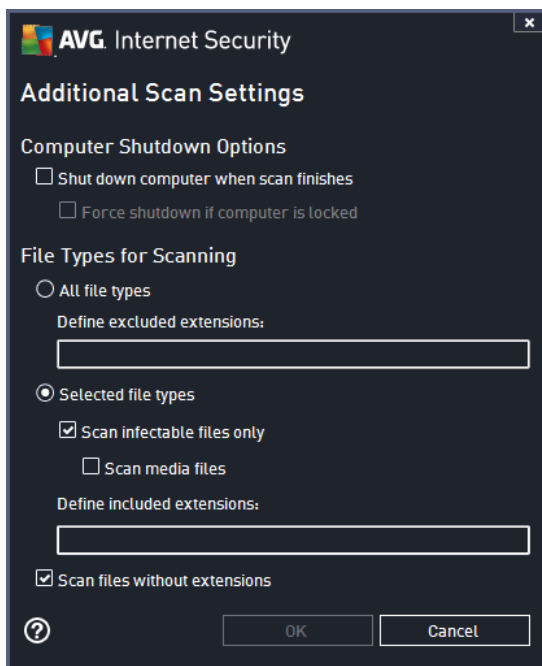 AVG. Internet Security
Additional Scan Settings
Computer Shutdown Options
Shut down computer when scan finishes
Force shutdown if computer is locked
File Types for Scanning
All file types
Define excluded extensions:
Selected file types
Scan infectable files only
Scan media files
Define included extensions:
Scan files without extensions
? OK Cancel